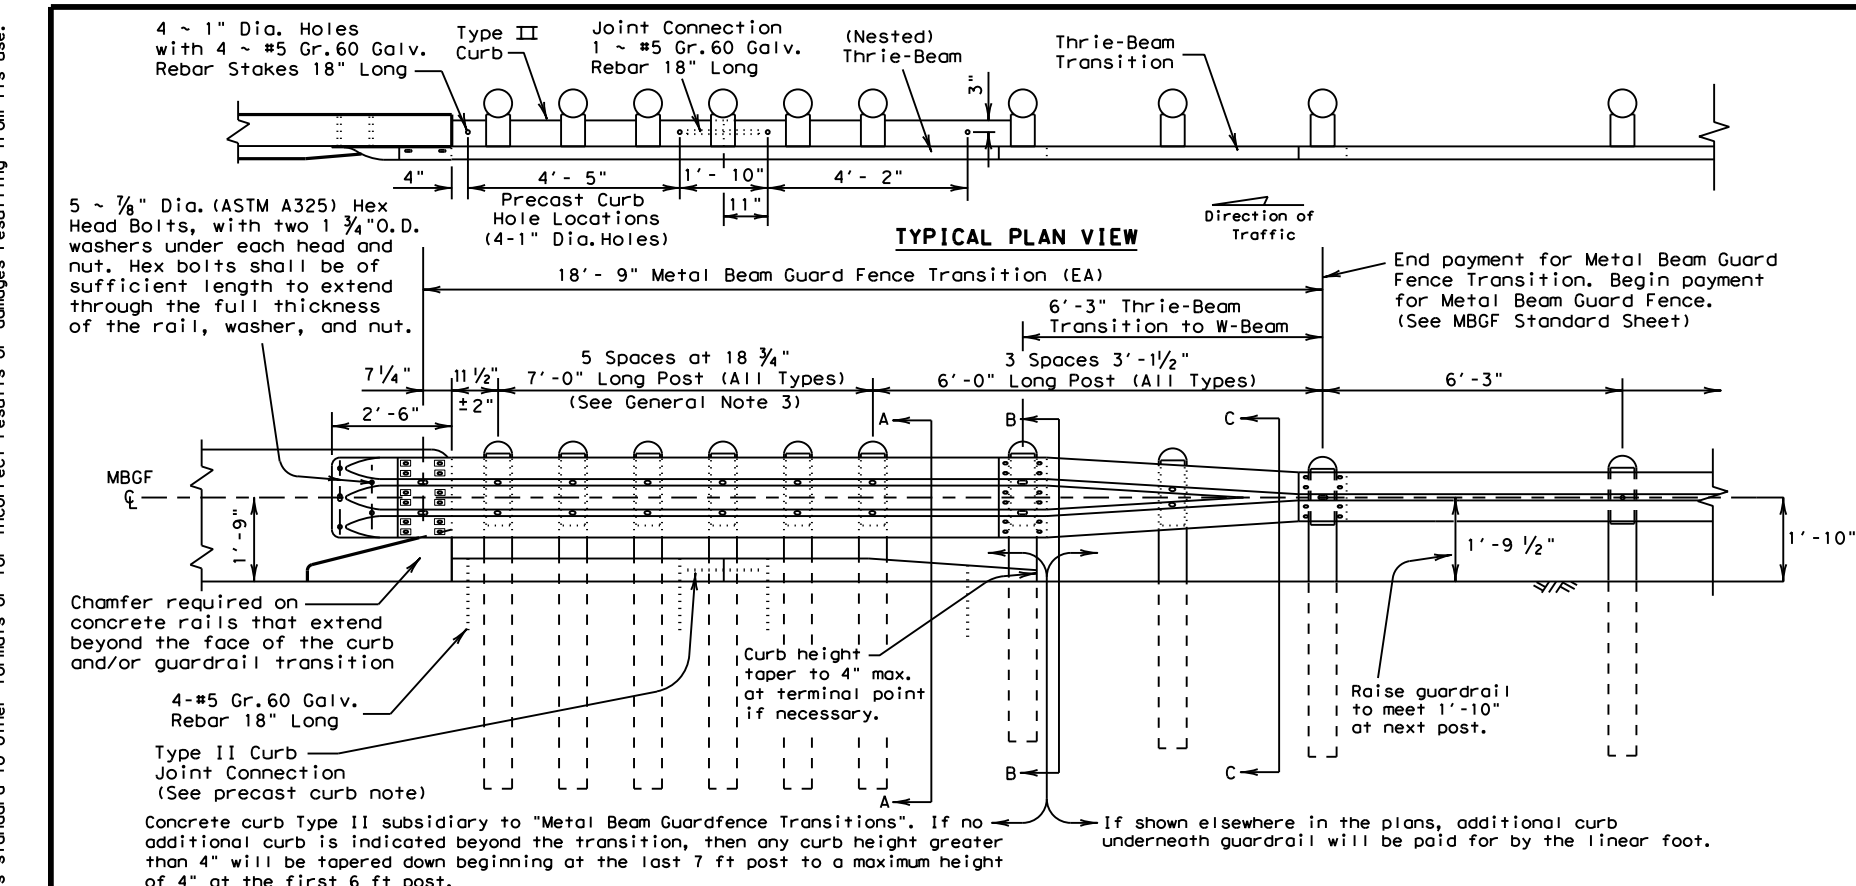 4 ~ 1" Dia. Holes
with 4 ~ #5 Gr.60 Galv.
Rebar Stakes 18" Long
Type II
Curb
Joint Connection
1 ~ #5 Gr.60 Galv.
Rebar 18" Long
(Nested)
Thrie-Beam
Thrie-Beam
Transition
3"
4"
4'- 5"
1'- 10"
4'- 2"
11"
Precast Curb
Hole Locations
(4-1" Dia.Holes)
TYPICAL PLAN VIEW
Direction of
Traffic
5 ~ 7/8" Dia.(ASTM A325) Hex
Head Bolts, with two 1 3/4"O.D.
washers under each head and
nut. Hex bolts shall be of
sufficient length to extend
through the full thickness
of the rail, washer, and nut.
18'- 9" Metal Beam Guard Fence Transition (EA)
End payment for Metal Beam Guard
Fence Transition. Begin payment
for Metal Beam Guard Fence.
(See MBGF Standard Sheet)
6'-3" Thrie-Beam
Transition to W-Beam
7 1/4"
11 1/2"
±2"
5 Spaces at 18 3/4"
7'-0" Long Post (All Types)
(See General Note 3)
3 Spaces 3'-1 1/2"
6'-0" Long Post (All Types)
6'-3"
2'-6"
A
B
C
MBGF
℄
1'-9"
1'-9 1/2"
1'-10"
Chamfer required on
concrete rails that extend
beyond the face of the curb
and/or guardrail transition
4-#5 Gr.60 Galv.
Rebar 18" Long
Type II Curb
Joint Connection
(See precast curb note)
Curb height
taper to 4" max.
at terminal point
if necessary.
Raise guardrail
to meet 1'-10"
at next post.
A
B
C
Concrete curb Type II subsidiary to "Metal Beam Guardfence Transitions". If no
additional curb is indicated beyond the transition, then any curb height greater
than 4" will be tapered down beginning at the last 7 ft post to a maximum height
of 4" at the first 6 ft post.
If shown elsewhere in the plans, additional curb
underneath guardrail will be paid for by the linear foot.